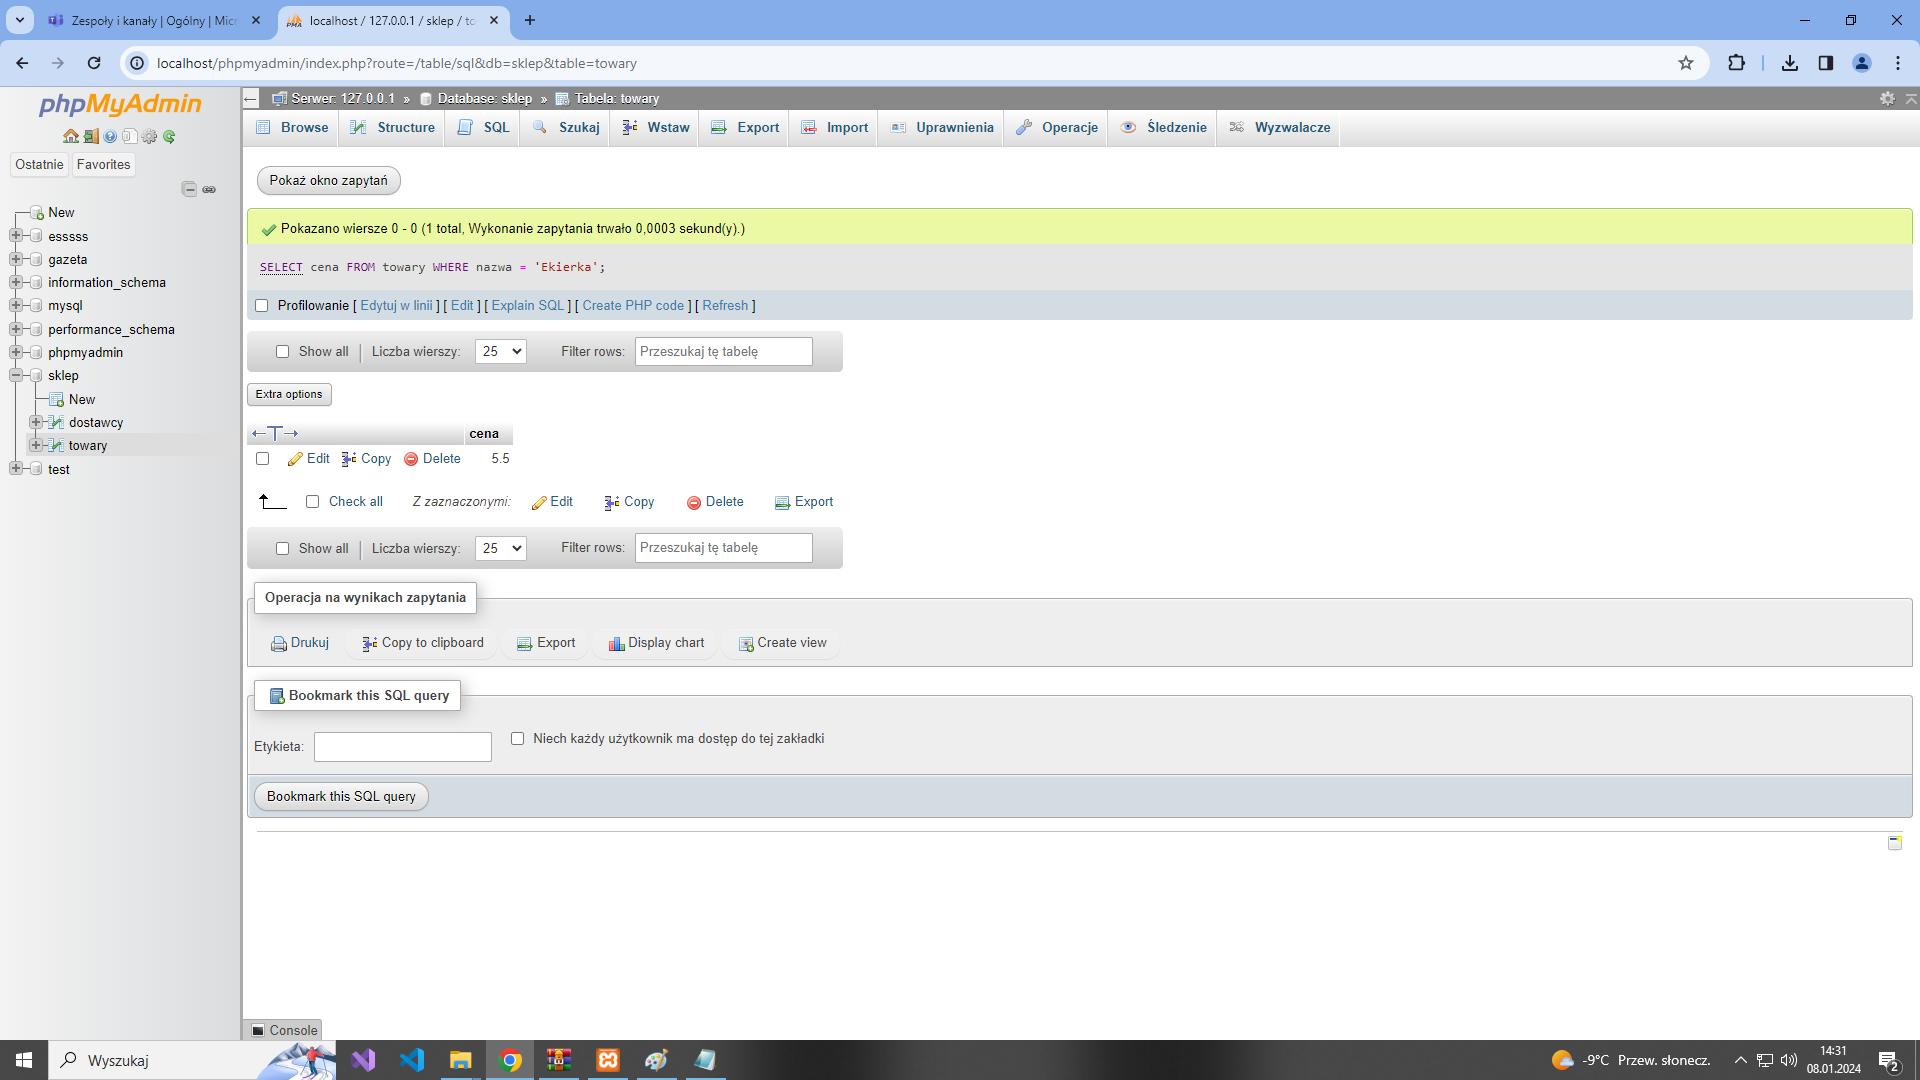 Zespoły i kanały | Ogólny | Micr
localhost / 127.0.0.1 / sklep / to
localhost/phpmyadmin/index.php?route=/table/sql&db=sklep&table=towary
phpMyAdmin
Ostatnie
Favorites
New
esssss
gazeta
information_schema
mysql
performance_schema
phpmyadmin
sklep
New
dostawcy
towary
test
Serwer: 127.0.0.1 » Database: sklep » Tabela: towary
Browse
Structure
SQL
Szukaj
Wstaw
Export
Import
Uprawnienia
Operacje
Śledzenie
Wyzwalacze
Pokaż okno zapytań
Pokazano wiersze 0 - 0 (1 total, Wykonanie zapytania trwało 0,0003 sekund(y).)
SELECT cena FROM towary WHERE nazwa = 'Ekierka';
Profilowanie [ Edytuj w linii ] [ Edit ] [ Explain SQL ] [ Create PHP code ] [ Refresh ]
Show all | Liczba wierszy: 25 Filter rows: Przeszukaj tę tabelę
Extra options
←T→ cena
Edit Copy Delete 5.5
Check all Z zaznaczonymi: Edit Copy Delete Export
Show all | Liczba wierszy: 25 Filter rows: Przeszukaj tę tabelę
Operacja na wynikach zapytania
Drukuj Copy to clipboard Export Display chart Create view
Bookmark this SQL query
Etykieta: Niech każdy użytkownik ma dostęp do tej zakładki
Bookmark this SQL query
Console
Wyszukaj
-9°C Przew. słonecz.
14:31
08.01.2024
2